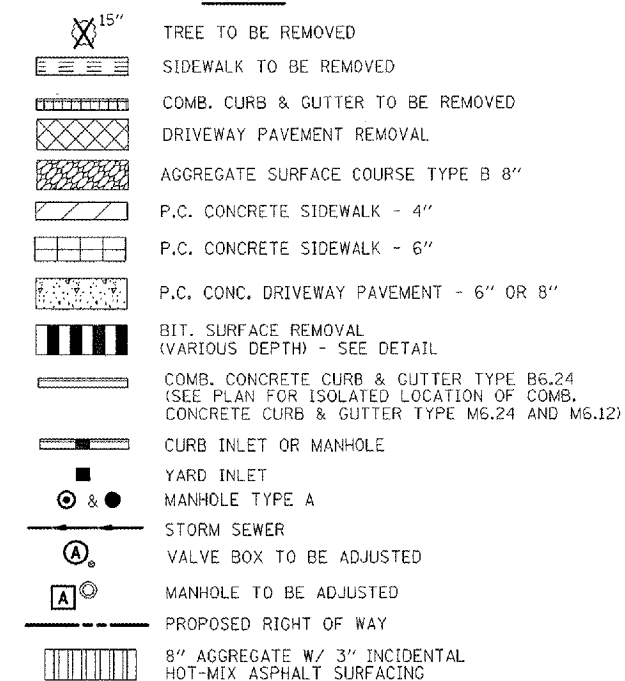 15" TREE TO BE REMOVED
SIDEWALK TO BE REMOVED
COMB. CURB & GUTTER TO BE REMOVED
DRIVEWAY PAVEMENT REMOVAL
AGGREGATE SURFACE COURSE TYPE B 8"
P.C. CONCRETE SIDEWALK - 4"
P.C. CONCRETE SIDEWALK - 6"
P.C. CONC. DRIVEWAY PAVEMENT - 6" OR 8"
BIT. SURFACE REMOVAL
(VARIOUS DEPTH) - SEE DETAIL
COMB. CONCRETE CURB & GUTTER TYPE B6.24
(SEE PLAN FOR ISOLATED LOCATION OF COMB.
CONCRETE CURB & GUTTER TYPE M6.24 AND M6.12)
CURB INLET OR MANHOLE
YARD INLET
& MANHOLE TYPE A
STORM SEWER
A VALVE BOX TO BE ADJUSTED
A MANHOLE TO BE ADJUSTED
PROPOSED RIGHT OF WAY
8" AGGREGATE W/ 3" INCIDENTAL
HOT-MIX ASPHALT SURFACING